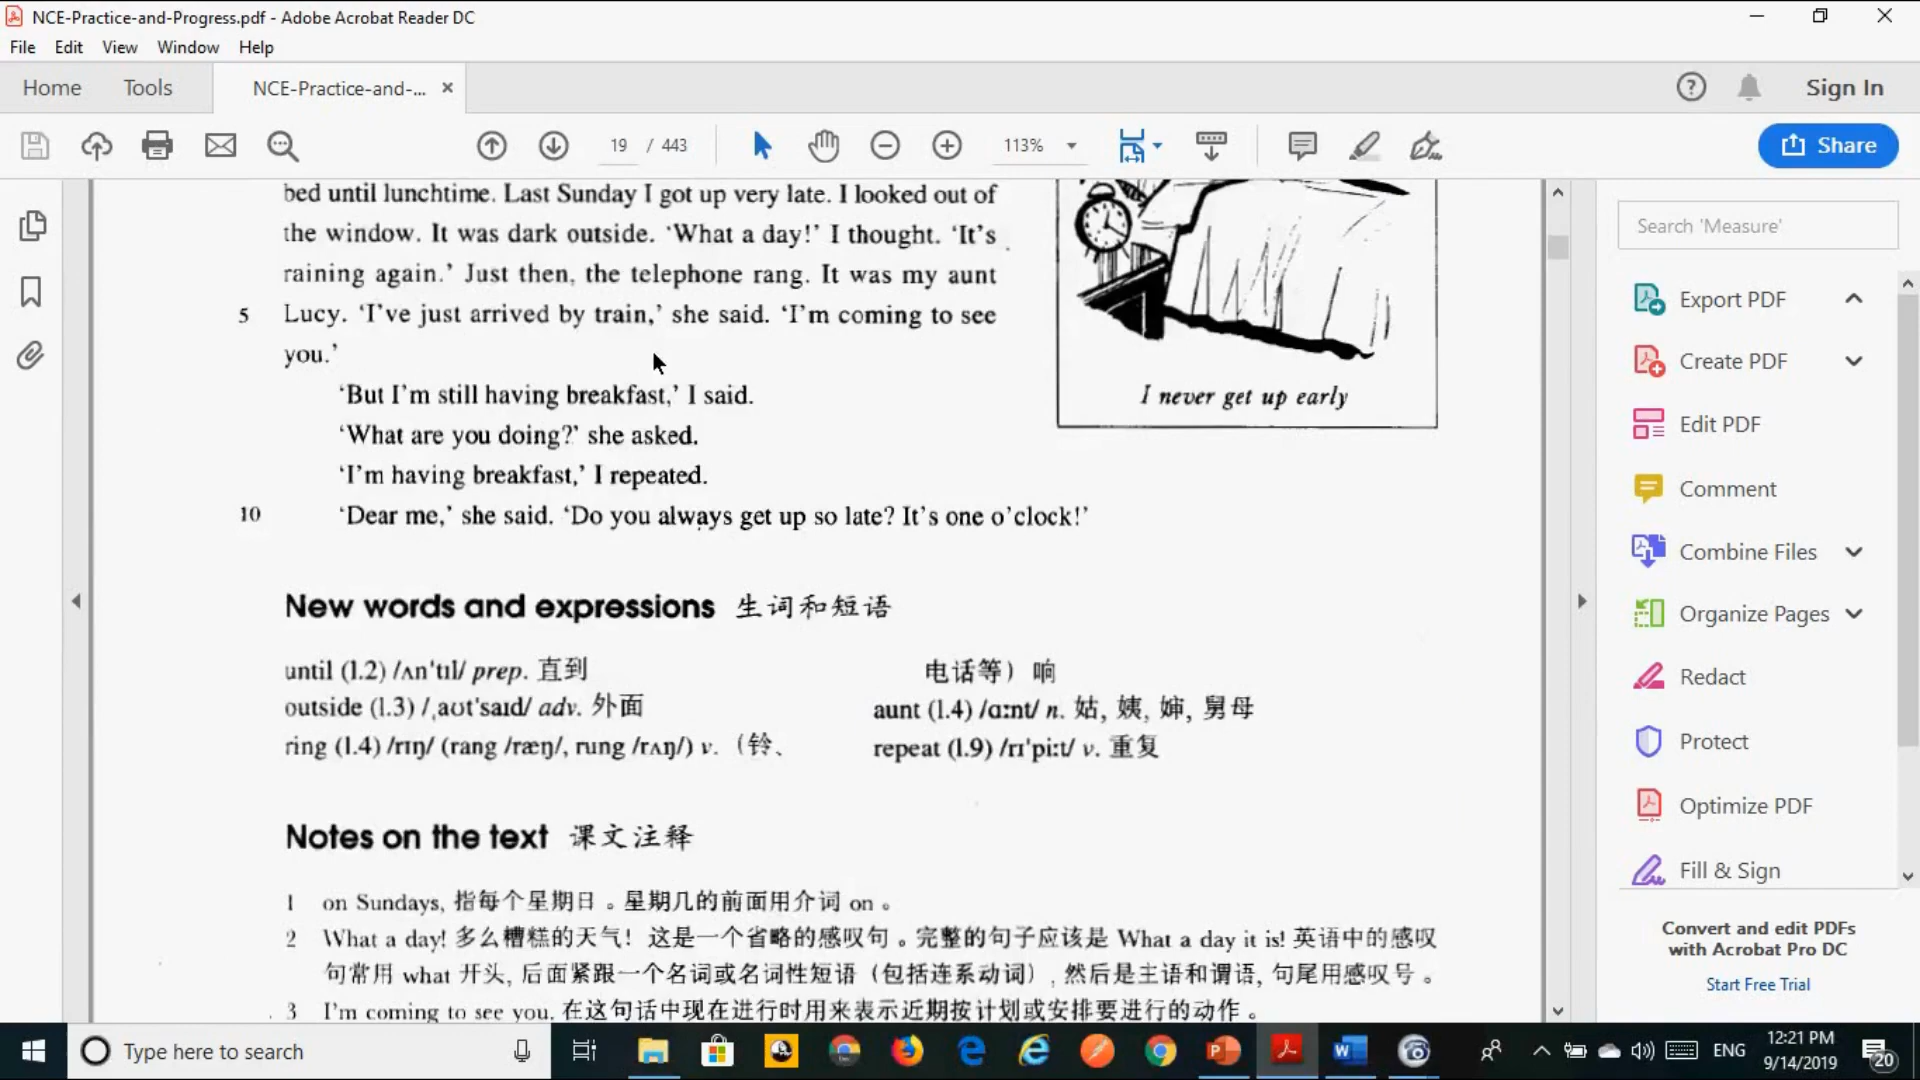 NCE-Practice-and-Progress.pdf - Adobe Acrobat Reader DC
File Edit View Window Help
Home Tools NCE-Practice-and-... × Sign In
19 / 443 113% Share
bed until lunchtime. Last Sunday I got up very late. I looked out of
the window. It was dark outside. ‘What a day!’ I thought. ‘It’s
raining again.’ Just then, the telephone rang. It was my aunt
5 Lucy. ‘I’ve just arrived by train,’ she said. ‘I’m coming to see
you.’
‘But I’m still having breakfast,’ I said.
‘What are you doing?’ she asked.
‘I’m having breakfast,’ I repeated.
10 ‘Dear me,’ she said. ‘Do you always get up so late? It’s one o’clock!’
I never get up early
New words and expressions 生词和短语
until (l.2) /ʌn'tɪl/ prep. 直到
outside (l.3) /ˌaʊt'saɪd/ adv. 外面
ring (l.4) /rɪŋ/ (rang /ræŋ/, rung /rʌŋ/) v. （铃、
电话等）响
aunt (l.4) /ɑːnt/ n. 姑, 姨, 婶, 舅母
repeat (l.9) /rɪ'piːt/ v. 重复
Notes on the text 课文注释
1 on Sundays, 指每个星期日。星期几的前面用介词 on。
2 What a day! 多么糟糕的天气！这是一个省略的感叹句。完整的句子应该是 What a day it is! 英语中的感叹
句常用 what 开头, 后面紧跟一个名词或名词性短语 (包括连系动词), 然后是主语和谓语, 句尾用感叹号。
3 I’m coming to see you. 在这句话中现在进行时用来表示近期按计划或安排要进行的动作。
Search 'Measure'
Export PDF
Create PDF
Edit PDF
Comment
Combine Files
Organize Pages
Redact
Protect
Optimize PDF
Fill & Sign
Convert and edit PDFs
with Acrobat Pro DC
Start Free Trial
Type here to search
ENG
12:21 PM
9/14/2019
20